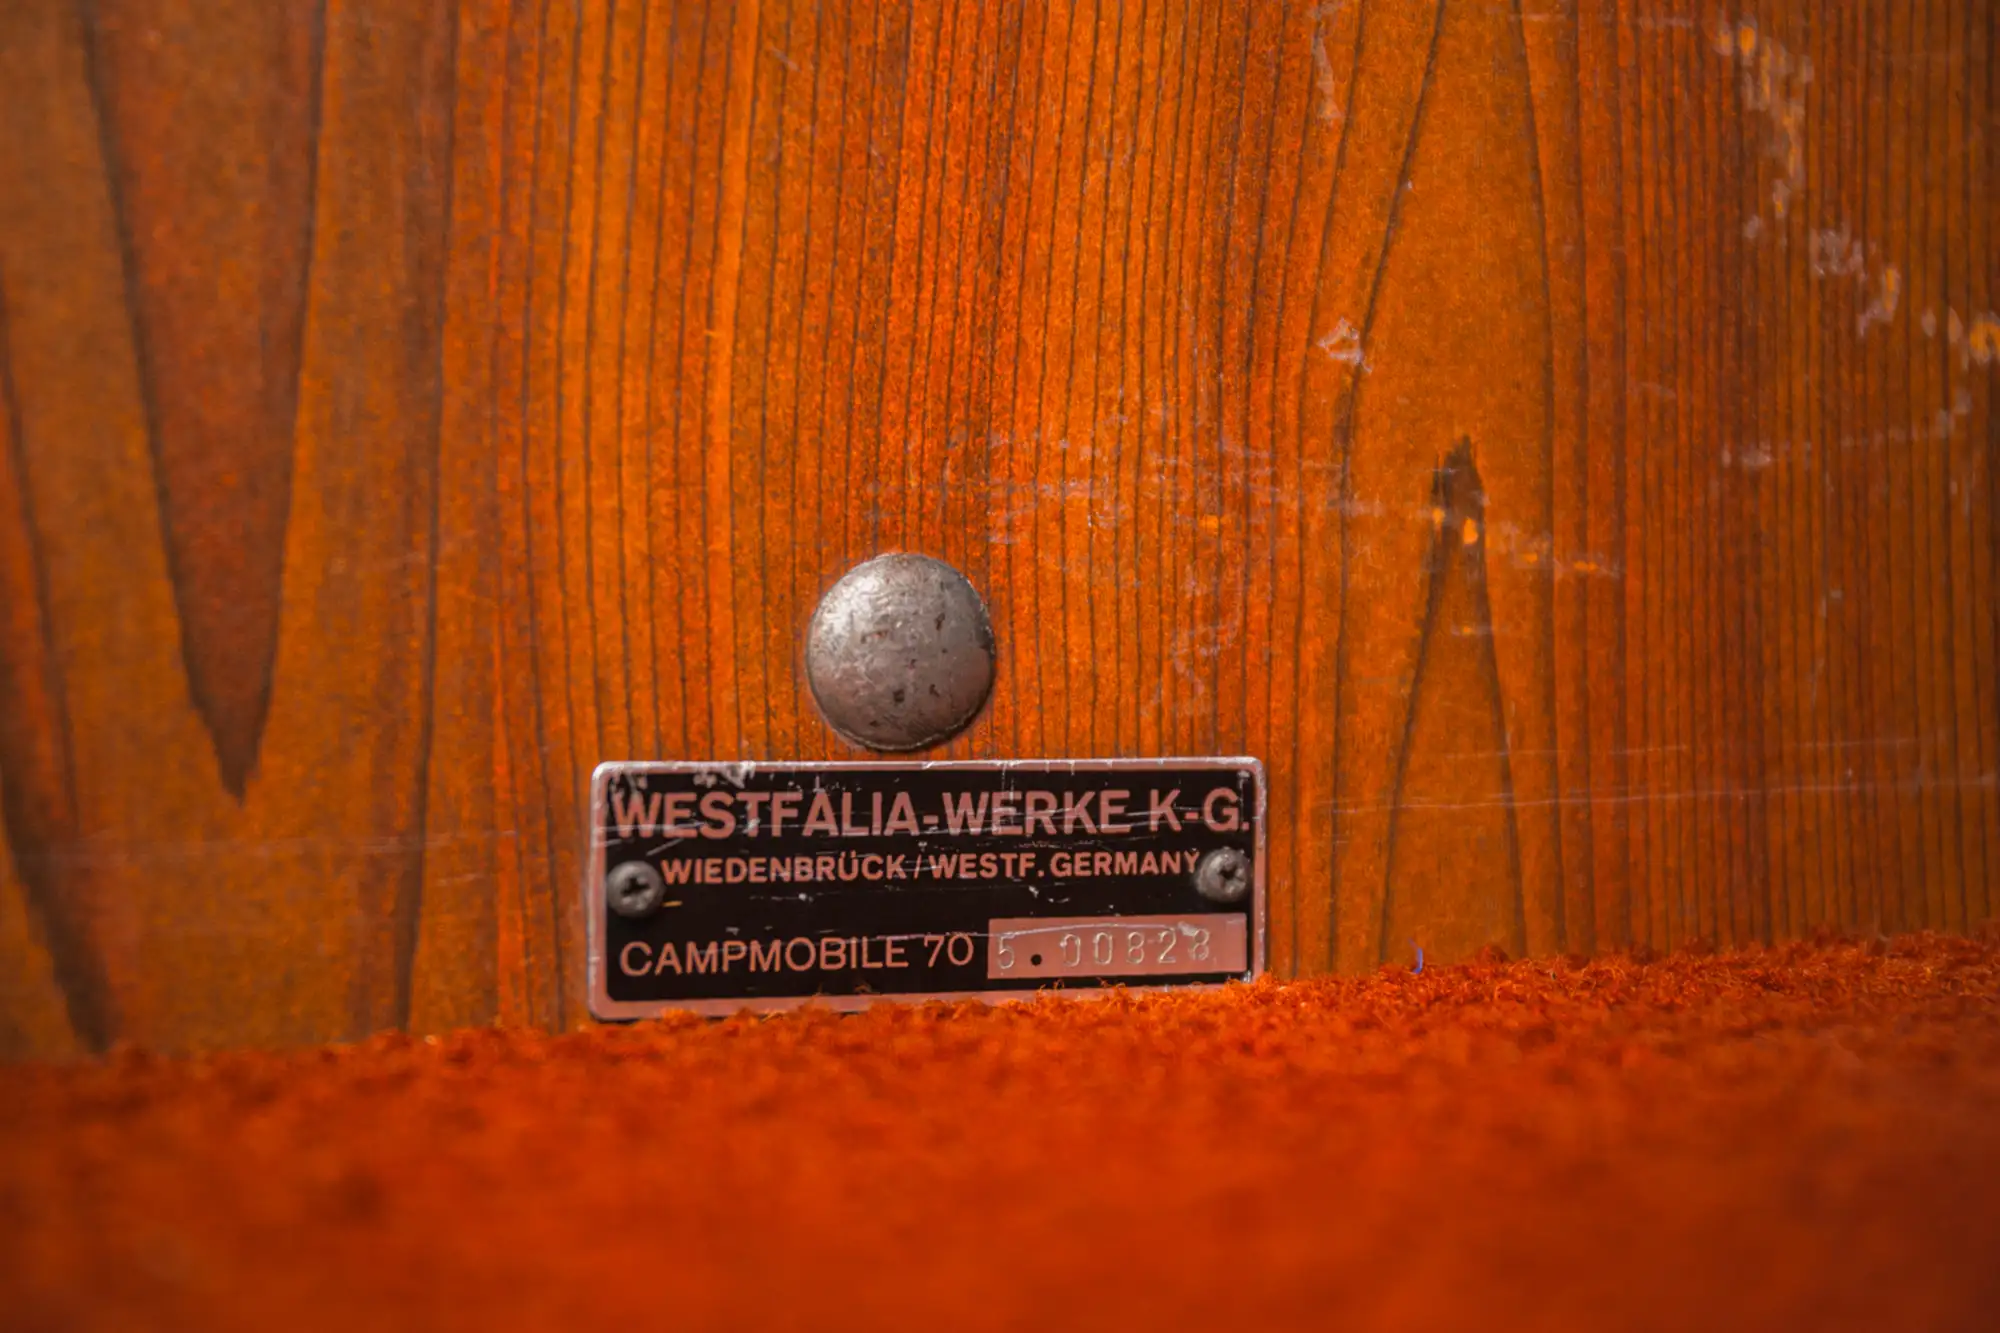 WESTFALIA-WERKE K-G.
WIEDENBRÜCK/WESTF. GERMANY
CAMPMOBILE 70 5.00828